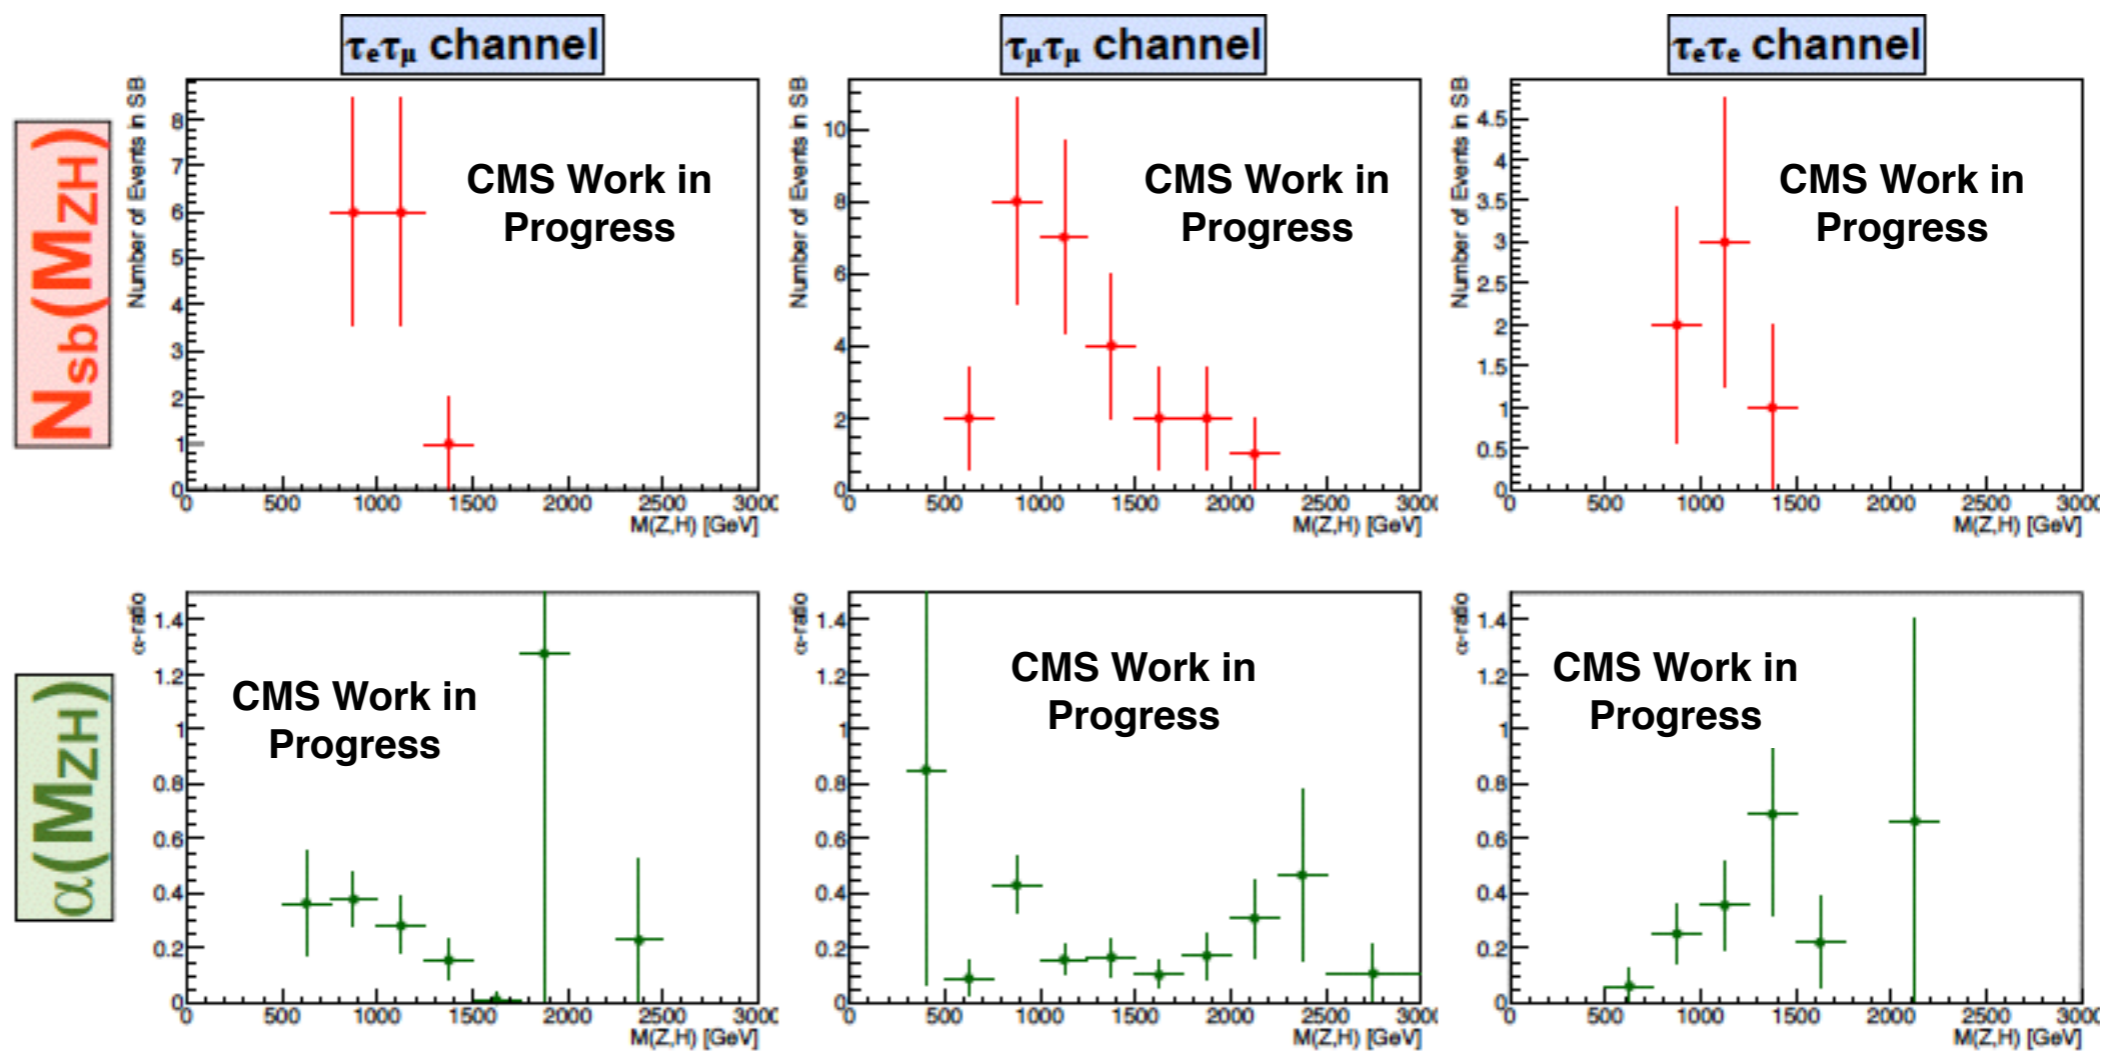 τeτμ channel
τμτμ channel
τeτe channel
Nsb(MZH)
Number of Events in SB
8
7
6
5
4
3
2
1
0
CMS Work in
Progress
0 500 1000 1500 2000 2500 3000
M(Z,H) [GeV]
Number of Events in SB
10
8
6
4
2
0
CMS Work in
Progress
0 500 1000 1500 2000 2500 300
M(Z,H) [GeV]
Number of Events in SB
4.5
4
3.5
3
2.5
2
1.5
1
0.5
0
CMS Work in
Progress
0 500 1000 1500 2000 2500 3000
M(Z,H) [GeV]
α(MZH)
α-ratio
1.4
1.2
1
0.8
0.6
0.4
0.2
0
CMS Work in
Progress
0 500 1000 1500 2000 2500 3000
M(Z,H) [GeV]
α-ratio
1.4
1.2
1
0.8
0.6
0.4
0.2
0
CMS Work in
Progress
0 500 1000 1500 2000 2500 300
M(Z,H) [GeV]
α-ratio
1.4
1.2
1
0.8
0.6
0.4
0.2
0
CMS Work in
Progress
0 500 1000 1500 2000 2500 3000
M(Z,H) [GeV]